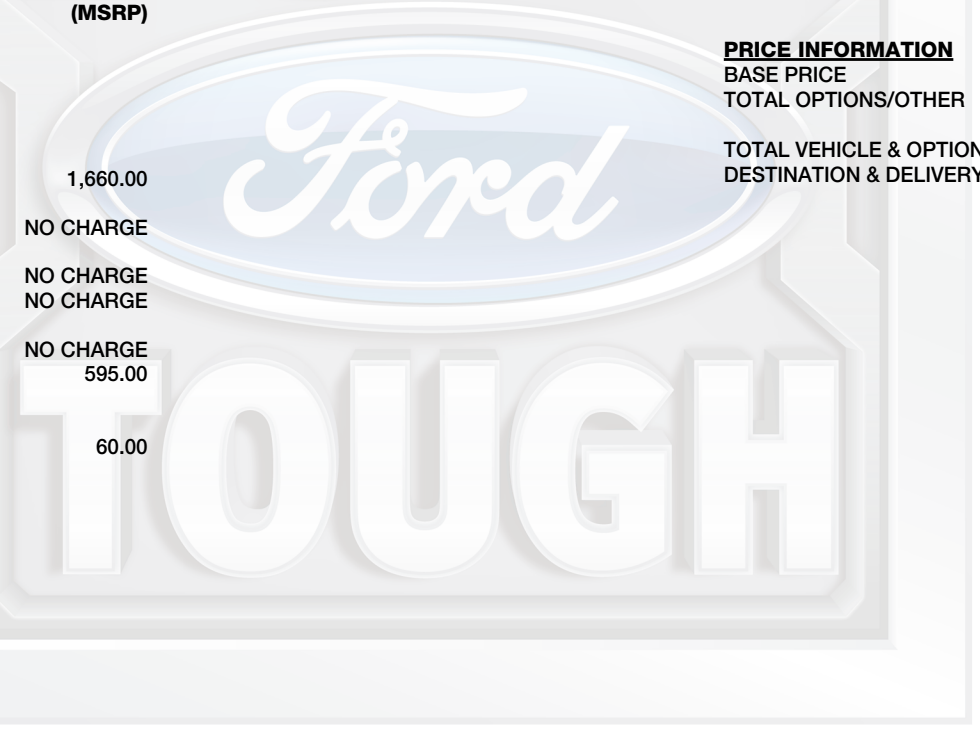 (MSRP)
1,660.00
NO CHARGE
NO CHARGE
NO CHARGE
NO CHARGE
595.00
60.00
PRICE INFORMATION
BASE PRICE
TOTAL OPTIONS/OTHER
TOTAL VEHICLE & OPTION
DESTINATION & DELIVERY
Ford
TOUGH